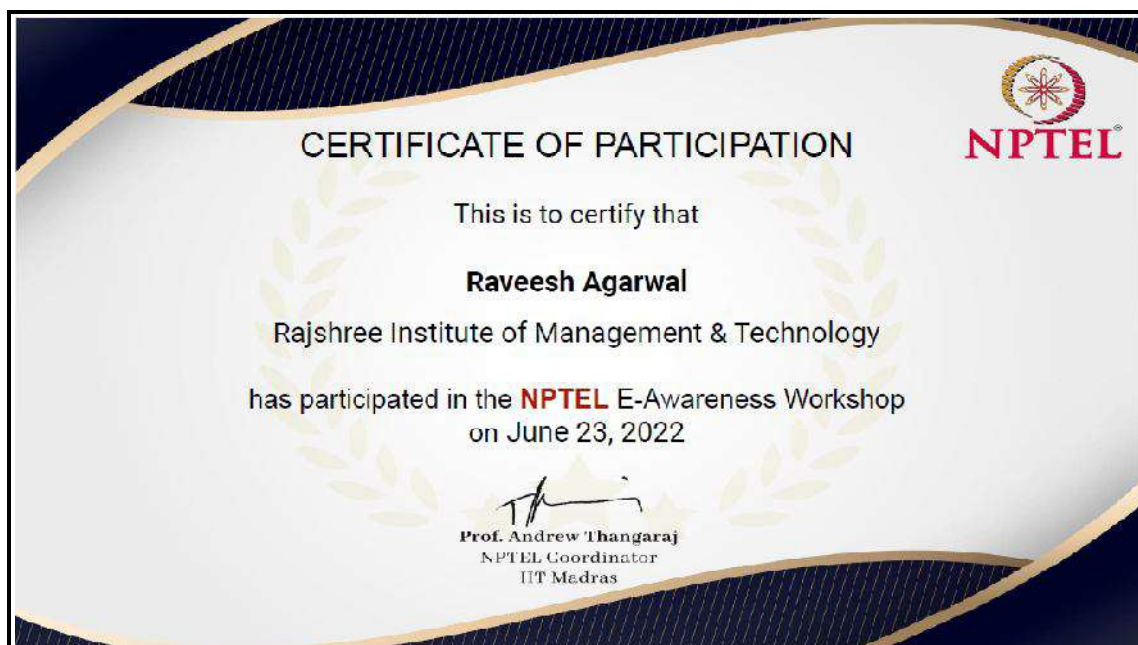 NPTEL
CERTIFICATE OF PARTICIPATION
This is to certify that
Raveesh Agarwal
Rajshree Institute of Management & Technology
has participated in the NPTEL E-Awareness Workshop
on June 23, 2022
Prof. Andrew Thangaraj
NPTEL Coordinator
IIT Madras